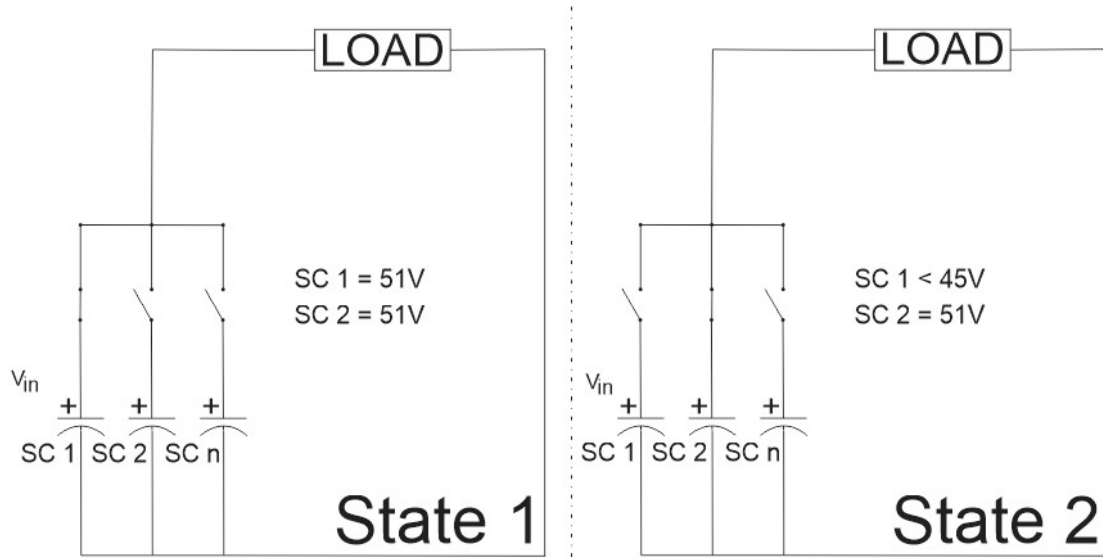 LOAD
SC 1 = 51V
SC 2 = 51V
Vin
+ + +
SC 1 SC 2 SC n
State 1
LOAD
SC 1 < 45V
SC 2 = 51V
Vin
+ + +
SC 1 SC 2 SC n
State 2